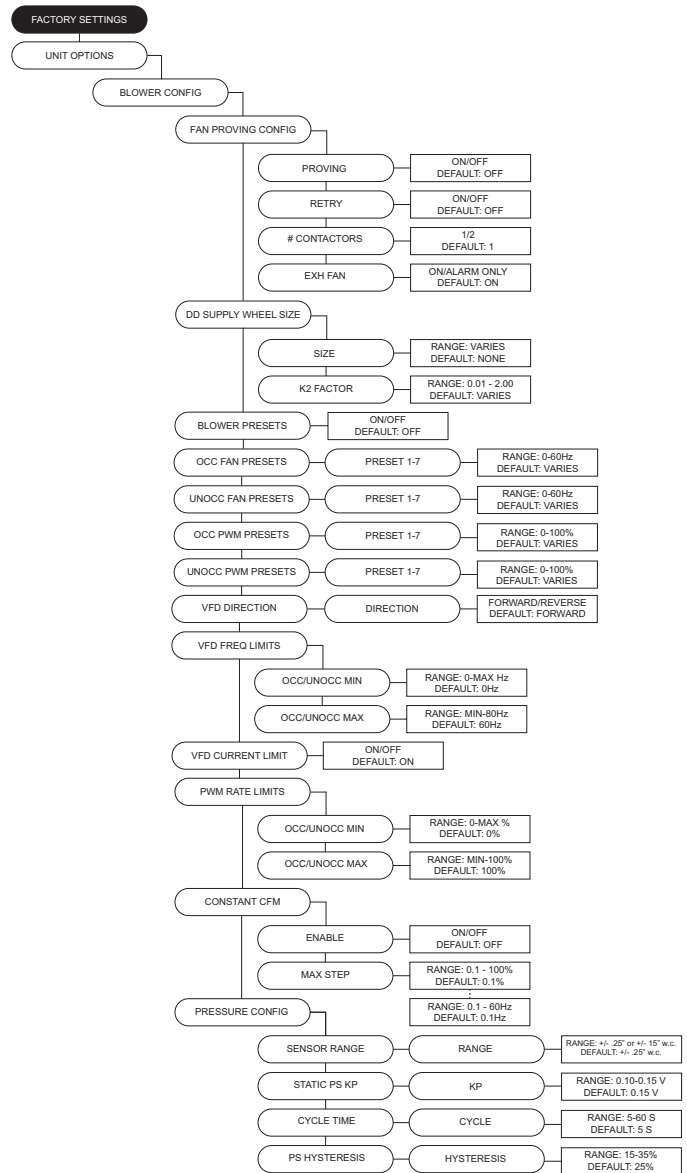 FACTORY SETTINGS
UNIT OPTIONS
BLOWER CONFIG
FAN PROVING CONFIG
PROVING
ON/OFF
DEFAULT: OFF
RETRY
ON/OFF
DEFAULT: OFF
# CONTACTORS
1/2
DEFAULT: 1
EXH FAN
ON/ALARM ONLY
DEFAULT: ON
DD SUPPLY WHEEL SIZE
SIZE
RANGE: VARIES
DEFAULT: NONE
K2 FACTOR
RANGE: 0.01 - 2.00
DEFAULT: VARIES
BLOWER PRESETS
ON/OFF
DEFAULT: OFF
OCC FAN PRESETS
PRESET 1-7
RANGE: 0-60Hz
DEFAULT: VARIES
UNOCC FAN PRESETS
PRESET 1-7
RANGE: 0-60Hz
DEFAULT: VARIES
OCC PWM PRESETS
PRESET 1-7
RANGE: 0-100%
DEFAULT: VARIES
UNOCC PWM PRESETS
PRESET 1-7
RANGE: 0-100%
DEFAULT: VARIES
VFD DIRECTION
DIRECTION
FORWARD/REVERSE
DEFAULT: FORWARD
VFD FREQ LIMITS
OCC/UNOCC MIN
RANGE: 0-MAX Hz
DEFAULT: 0Hz
OCC/UNOCC MAX
RANGE: MIN-80Hz
DEFAULT: 60Hz
VFD CURRENT LIMIT
ON/OFF
DEFAULT: ON
PWM RATE LIMITS
OCC/UNOCC MIN
RANGE: 0-MAX %
DEFAULT: 0%
OCC/UNOCC MAX
RANGE: MIN-100%
DEFAULT: 100%
CONSTANT CFM
ENABLE
ON/OFF
DEFAULT: OFF
MAX STEP
RANGE: 0.1 - 100%
DEFAULT: 0.1%
RANGE: 0.1 - 60Hz
DEFAULT: 0.1Hz
PRESSURE CONFIG
SENSOR RANGE
RANGE
RANGE: +/- .25" or +/- 15" w.c.
DEFAULT: +/- .25" w.c.
STATIC PS KP
KP
RANGE: 0.10-0.15 V
DEFAULT: 0.15 V
CYCLE TIME
CYCLE
RANGE: 5-60 S
DEFAULT: 5 S
PS HYSTERESIS
HYSTERESIS
RANGE: 15-35%
DEFAULT: 25%